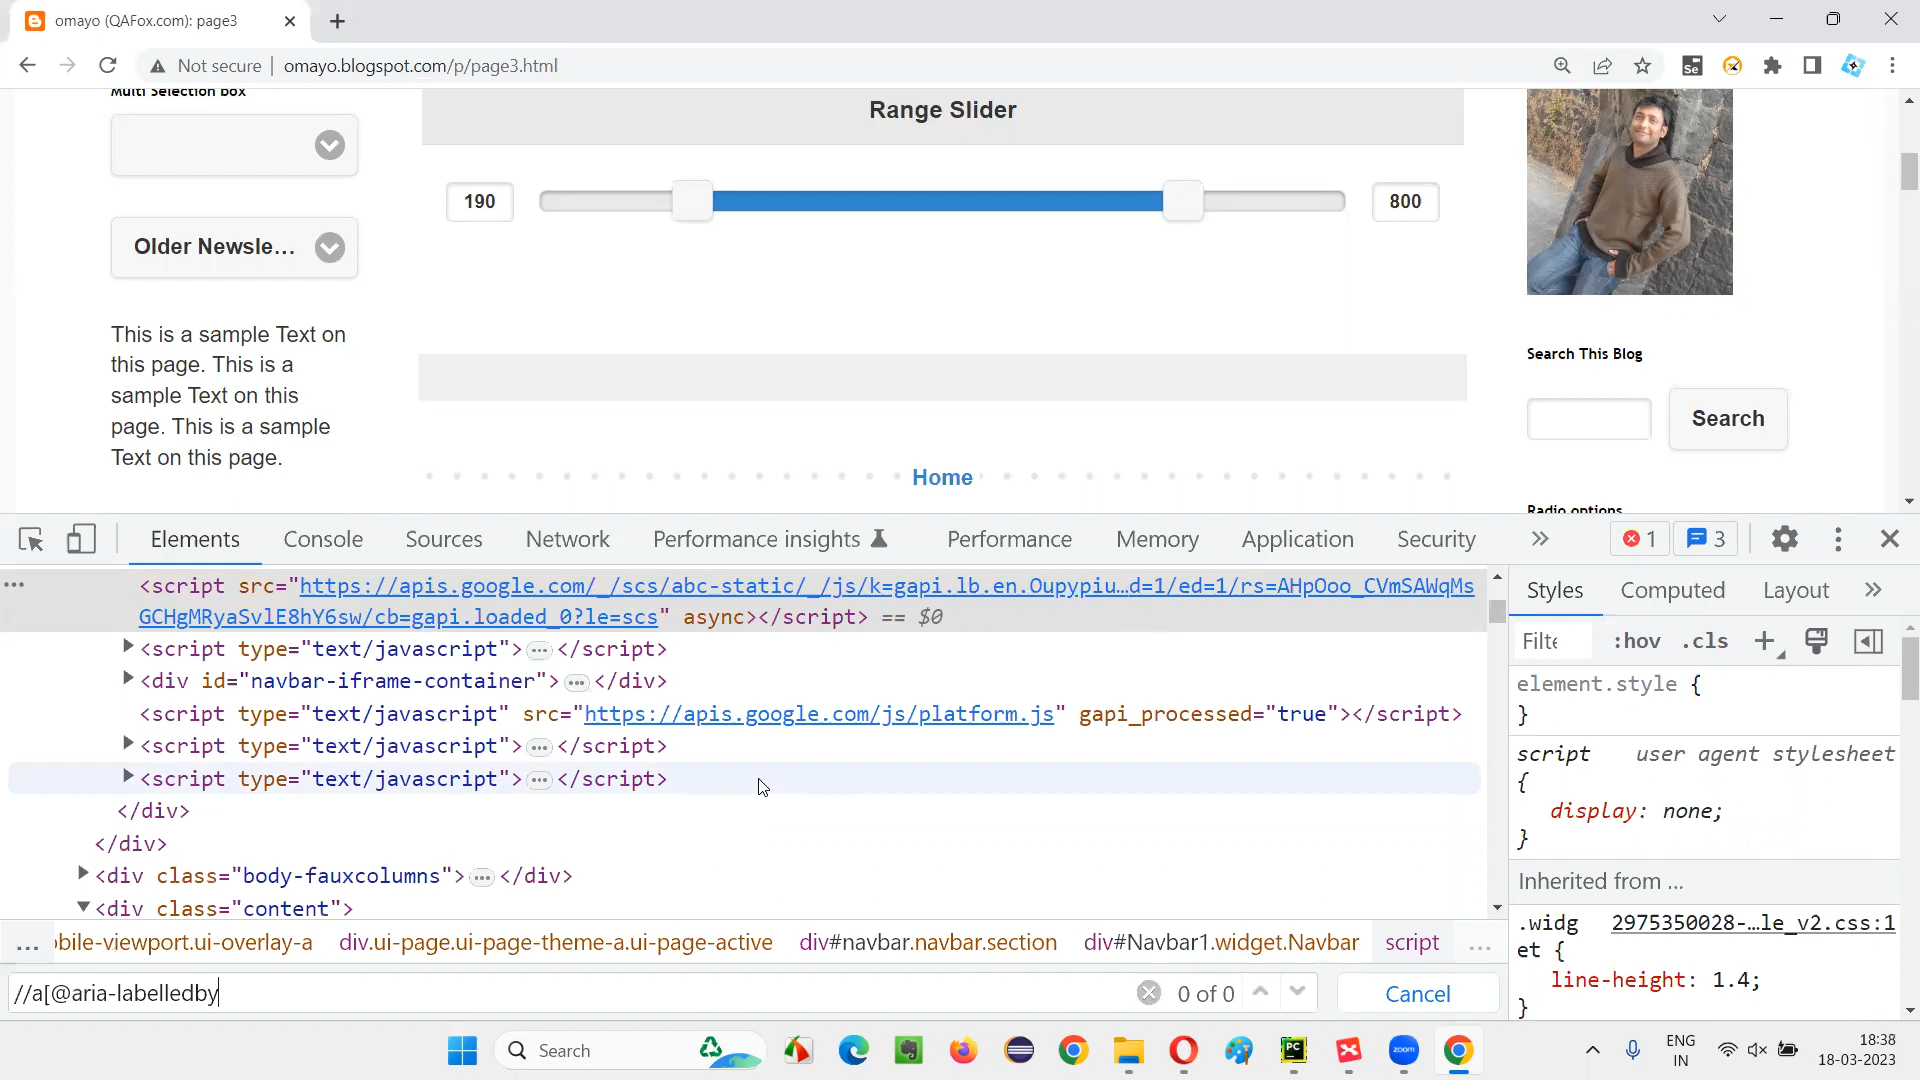 omayo (QAFox.com): page3
Not secure
omayo.blogspot.com/p/page3.html
Multi Selection box
Older Newsle...
This is a sample Text on
this page. This is a
sample Text on this
page. This is a sample
Text on this page.
Range Slider
190
800
Home
Search This Blog
Search
Radio options
Elements
Console
Sources
Network
Performance insights
Performance
Memory
Application
Security
1
3
<script src="https://apis.google.com/_/scs/abc-static/_/js/k=gapi.lb.en.Oupypiu…d=1/ed=1/rs=AHpOoo_CVmSAWqMs
GCHgMRyaSvlE8hY6sw/cb=gapi.loaded_0?le=scs" async></script> == $0
<script type="text/javascript">…</script>
<div id="navbar-iframe-container">…</div>
<script type="text/javascript" src="https://apis.google.com/js/platform.js" gapi_processed="true"></script>
<script type="text/javascript">…</script>
<script type="text/javascript">…</script>
</div>
</div>
<div class="body-fauxcolumns">…</div>
<div class="content">
... bile-viewport.ui-overlay-a div.ui-page.ui-page-theme-a.ui-page-active div#navbar.navbar.section div#Navbar1.widget.Navbar script ...
//a[@aria-labelledby
0 of 0
Cancel
Styles
Computed
Layout
Filte
:hov
.cls
element.style {
}
script user agent stylesheet
{
display: none;
}
Inherited from ...
.widg 2975350028-…le_v2.css:1
et {
line-height: 1.4;
}
Search
ENG
IN
18:38
18-03-2023
Se
PC
zoom